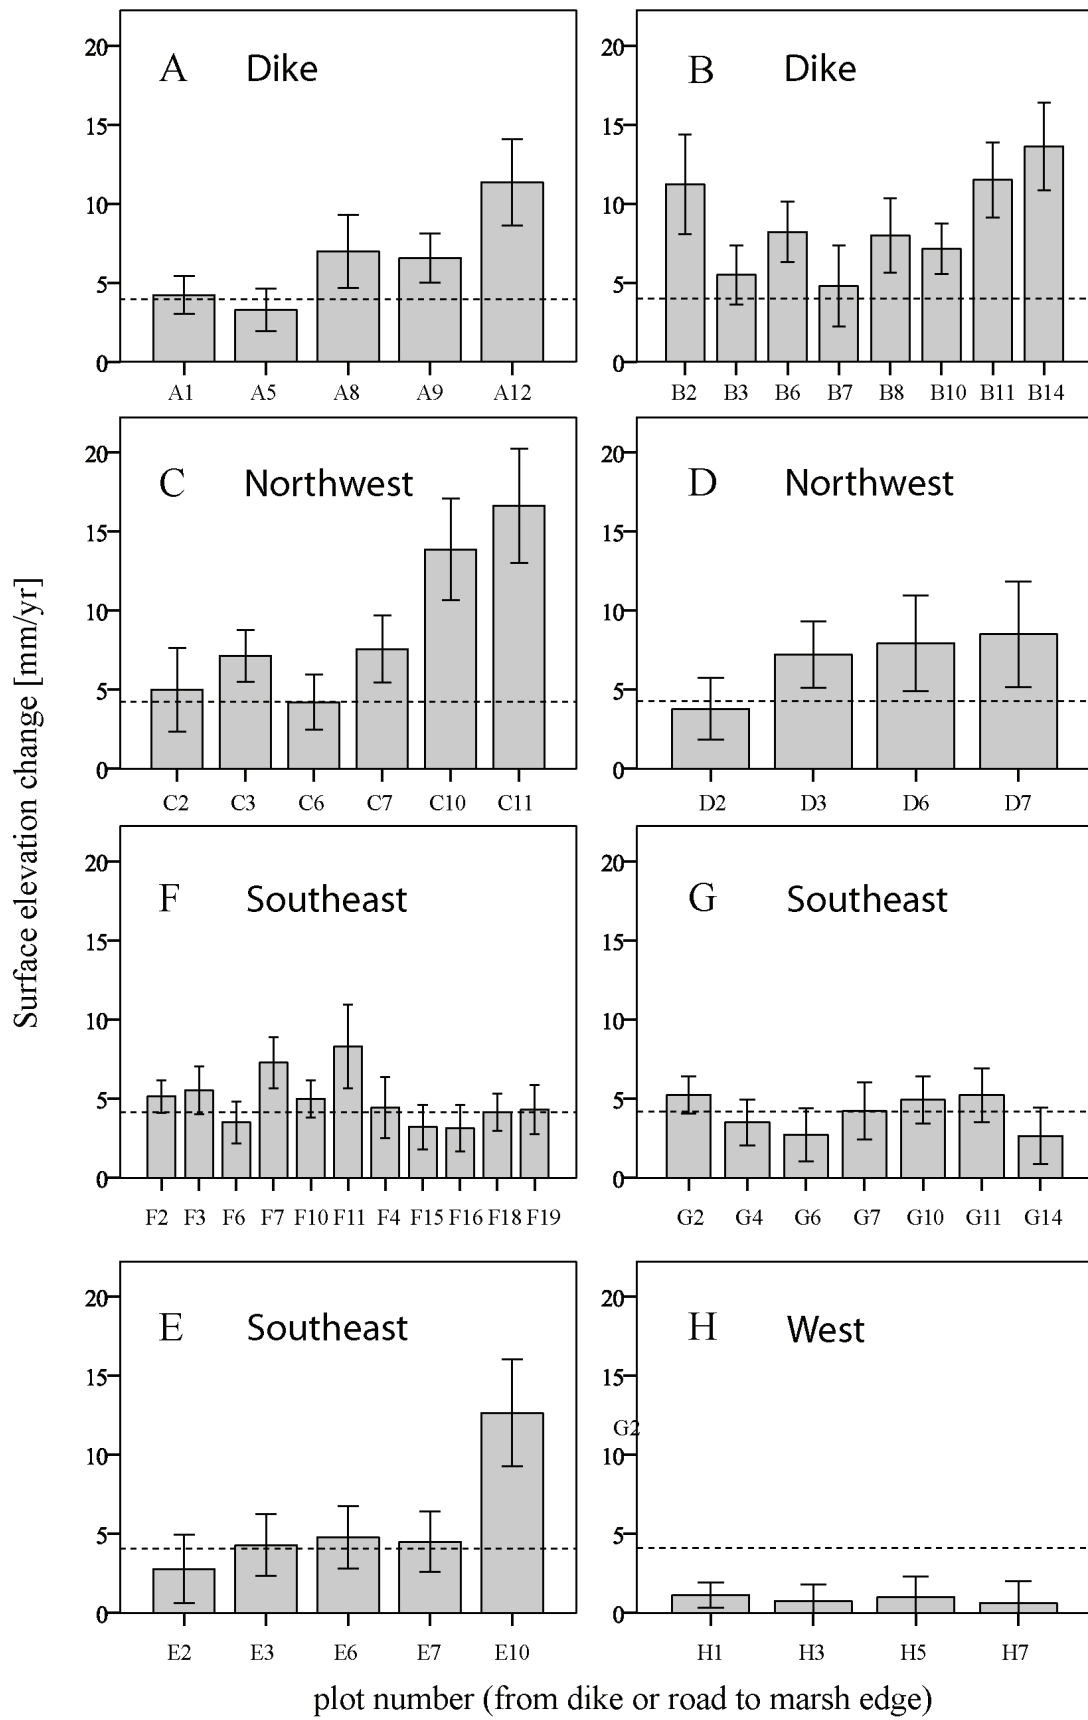 A Dike
20
15
10
5
0
A1 A5 A8 A9 A12
B Dike
20
15
10
5
0
B2 B3 B6 B7 B8 B10 B11 B14
C Northwest
20
15
10
5
0
C2 C3 C6 C7 C10 C11
D Northwest
20
15
10
5
0
D2 D3 D6 D7
Surface elevation change [mm/yr]
F Southeast
20
15
10
5
0
F2 F3 F6 F7 F10 F11 F4 F15 F16 F18 F19
G Southeast
20
15
10
5
0
G2 G4 G6 G7 G10 G11 G14
E Southeast
20
15
10
5
0
E2 E3 E6 E7 E10
H West
20
15
G2
10
5
0
H1 H3 H5 H7
plot number (from dike or road to marsh edge)